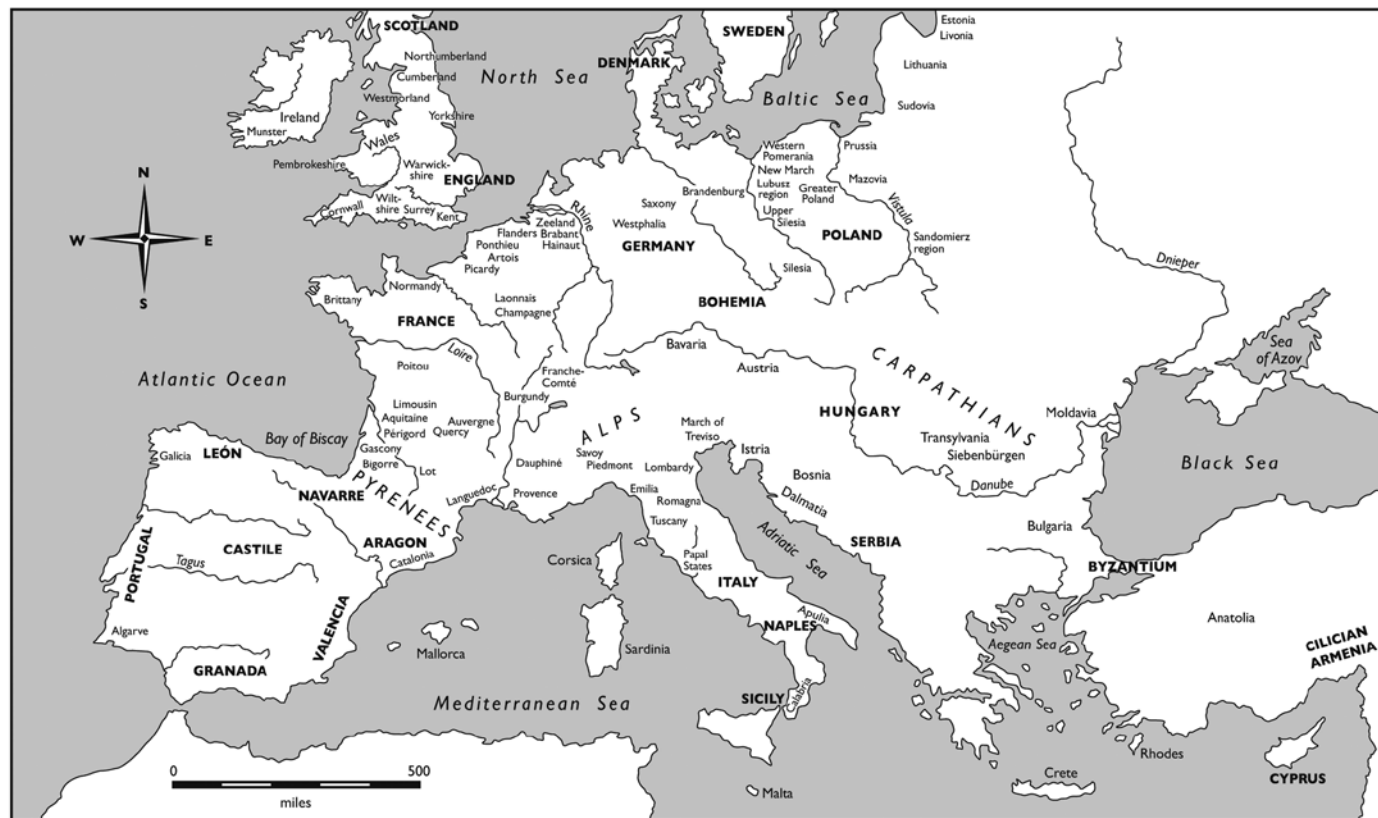 SCOTLAND
Northumberland
Cumberland
Westmorland
Ireland
Munster
Yorkshire
Wales
Pembrokeshire
Warwick-
shire
ENGLAND
Cornwall
Wilt-
shire
Surrey
Kent
North Sea
DENMARK
SWEDEN
Baltic Sea
Estonia
Livonia
Lithuania
Sudovia
Prussia
Western
Pomerania
New March
Lubusz
region
Greater
Poland
Mazovia
Vistula
Brandenburg
Saxony
Westphalia
GERMANY
Upper
Silesia
POLAND
Sandomierz
region
Silesia
BOHEMIA
Dnieper
N
W
E
S
Rhine
Zeeland
Flanders
Brabant
Ponthieu
Hainaut
Artois
Picardy
Normandy
Brittany
Laonnais
Champagne
FRANCE
Loire
Poitou
Franche-
Comté
Burgundy
Limousin
Aquitaine
Auvergne
Périgord
Quercy
Gascony
Bigorre
Lot
Languedoc
Dauphiné
Provence
Savoy
Piedmont
ALPS
Bavaria
Austria
March of
Treviso
Lombardy
Emilia
Romagna
Tuscany
Papal
States
ITALY
Apulia
NAPLES
Calabria
SICILY
Istria
Bosnia
Dalmatia
Adriatic Sea
SERBIA
HUNGARY
CARPATHIANS
Transylvania
Siebenbürgen
Moldavia
Danube
Bulgaria
Sea
of Azov
Black Sea
BYZANTIUM
Anatolia
CILICIAN
ARMENIA
Aegean Sea
Rhodes
Crete
CYPRUS
Atlantic Ocean
Bay of Biscay
Galicia
LEÓN
NAVARRE
PYRENEES
ARAGON
Catalonia
PORTUGAL
CASTILE
Tagus
VALENCIA
Algarve
GRANADA
Corsica
Sardinia
Mallorca
Mediterranean Sea
Malta
0
500
miles